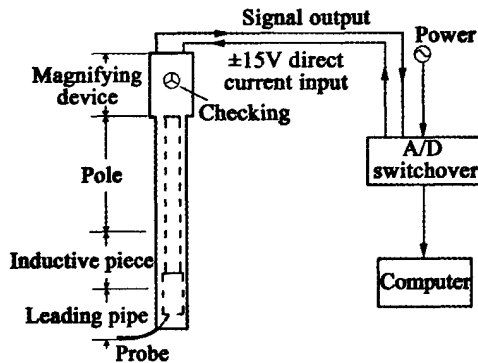 Signal output
Power
±15V direct
current input
Magnifying
device
Checking
A/D
switchover
Pole
Inductive piece
Computer
Leading pipe
Probe